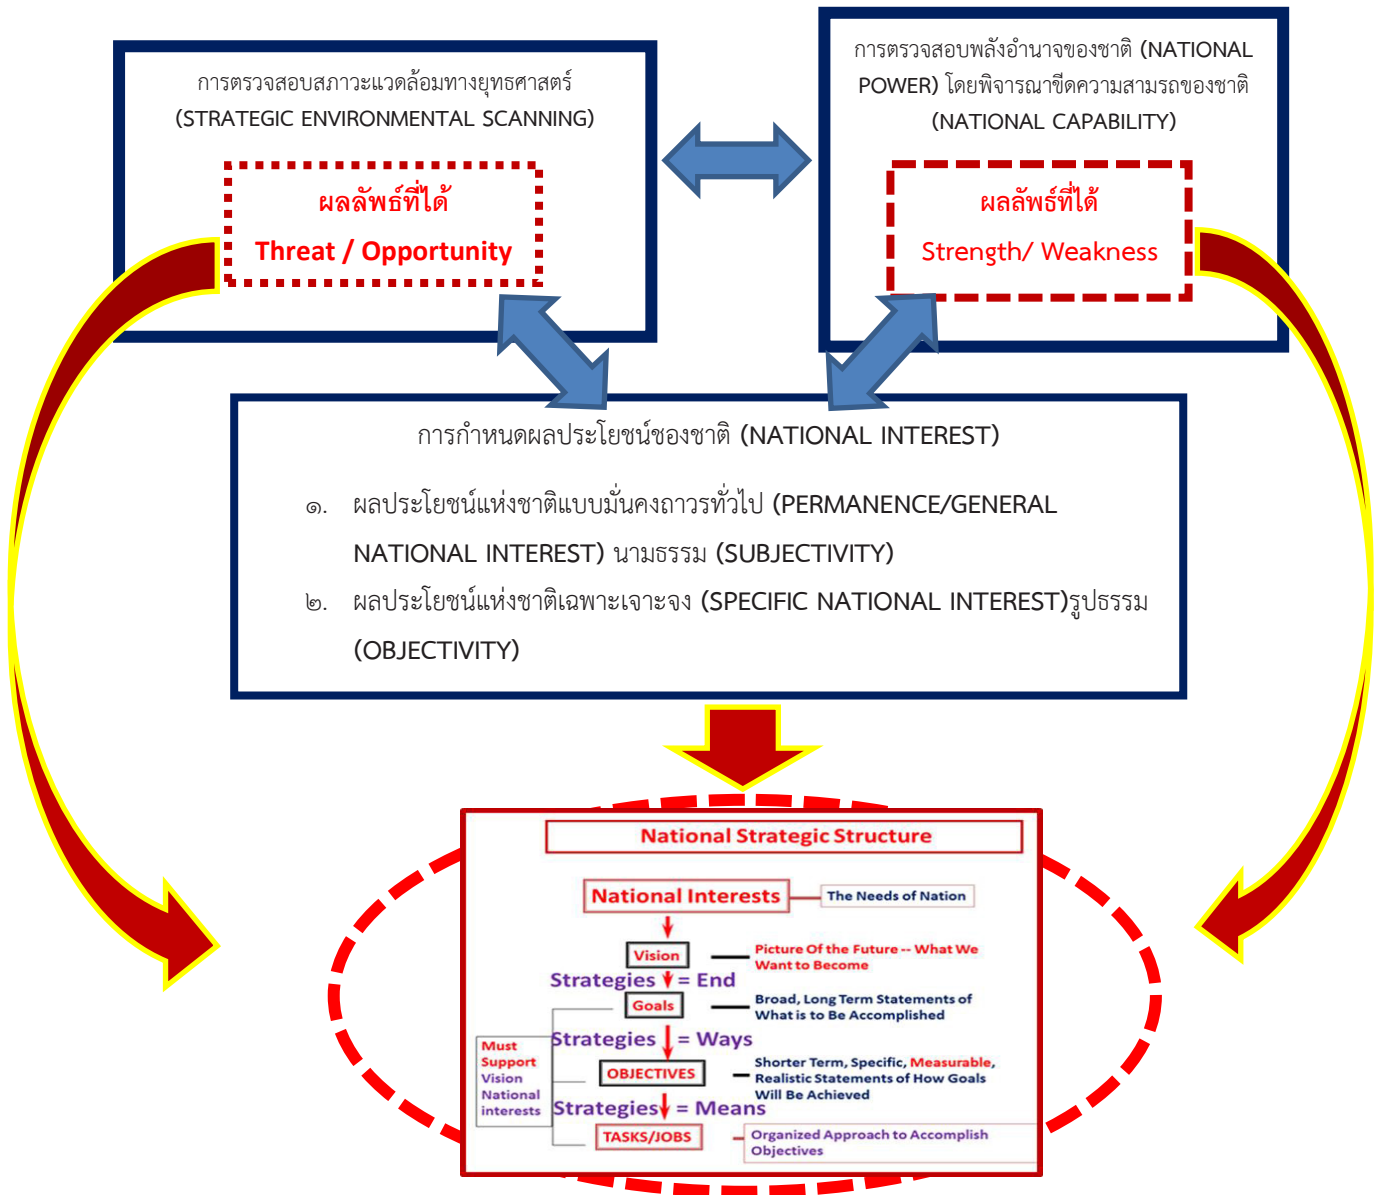 การตรวจสอบสภาวะแวดล้อมทางยุทธศาสตร์
(STRATEGIC ENVIRONMENTAL SCANNING)
ผลลัพธ์ที่ได้
Threat / Opportunity
การตรวจสอบพลังอำนาจของชาติ (NATIONAL
POWER) โดยพิจารณาขีดความสามรถของชาติ
(NATIONAL CAPABILITY)
ผลลัพธ์ที่ได้
Strength/ Weakness
การกำหนดผลประโยชน์ชองชาติ (NATIONAL INTEREST)
๑. ผลประโยชน์แห่งชาติแบบมั่นคงถาวรทั่วไป (PERMANENCE/GENERAL
NATIONAL INTEREST) นามธรรม (SUBJECTIVITY)
๒. ผลประโยชน์แห่งชาติเฉพาะเจาะจง (SPECIFIC NATIONAL INTEREST)รูปธรรม
(OBJECTIVITY)
National Strategic Structure
National Interests
The Needs of Nation
Vision
Picture Of the Future -- What We
Want to Become
Strategies = End
Goals
Broad, Long Term Statements of
What is to Be Accomplished
Strategies = Ways
Must
Support
Vision
National
interests
OBJECTIVES
Shorter Term, Specific, Measurable,
Realistic Statements of How Goals
Will Be Achieved
Strategies = Means
TASKS/JOBS
Organized Approach to Accomplish
Objectives